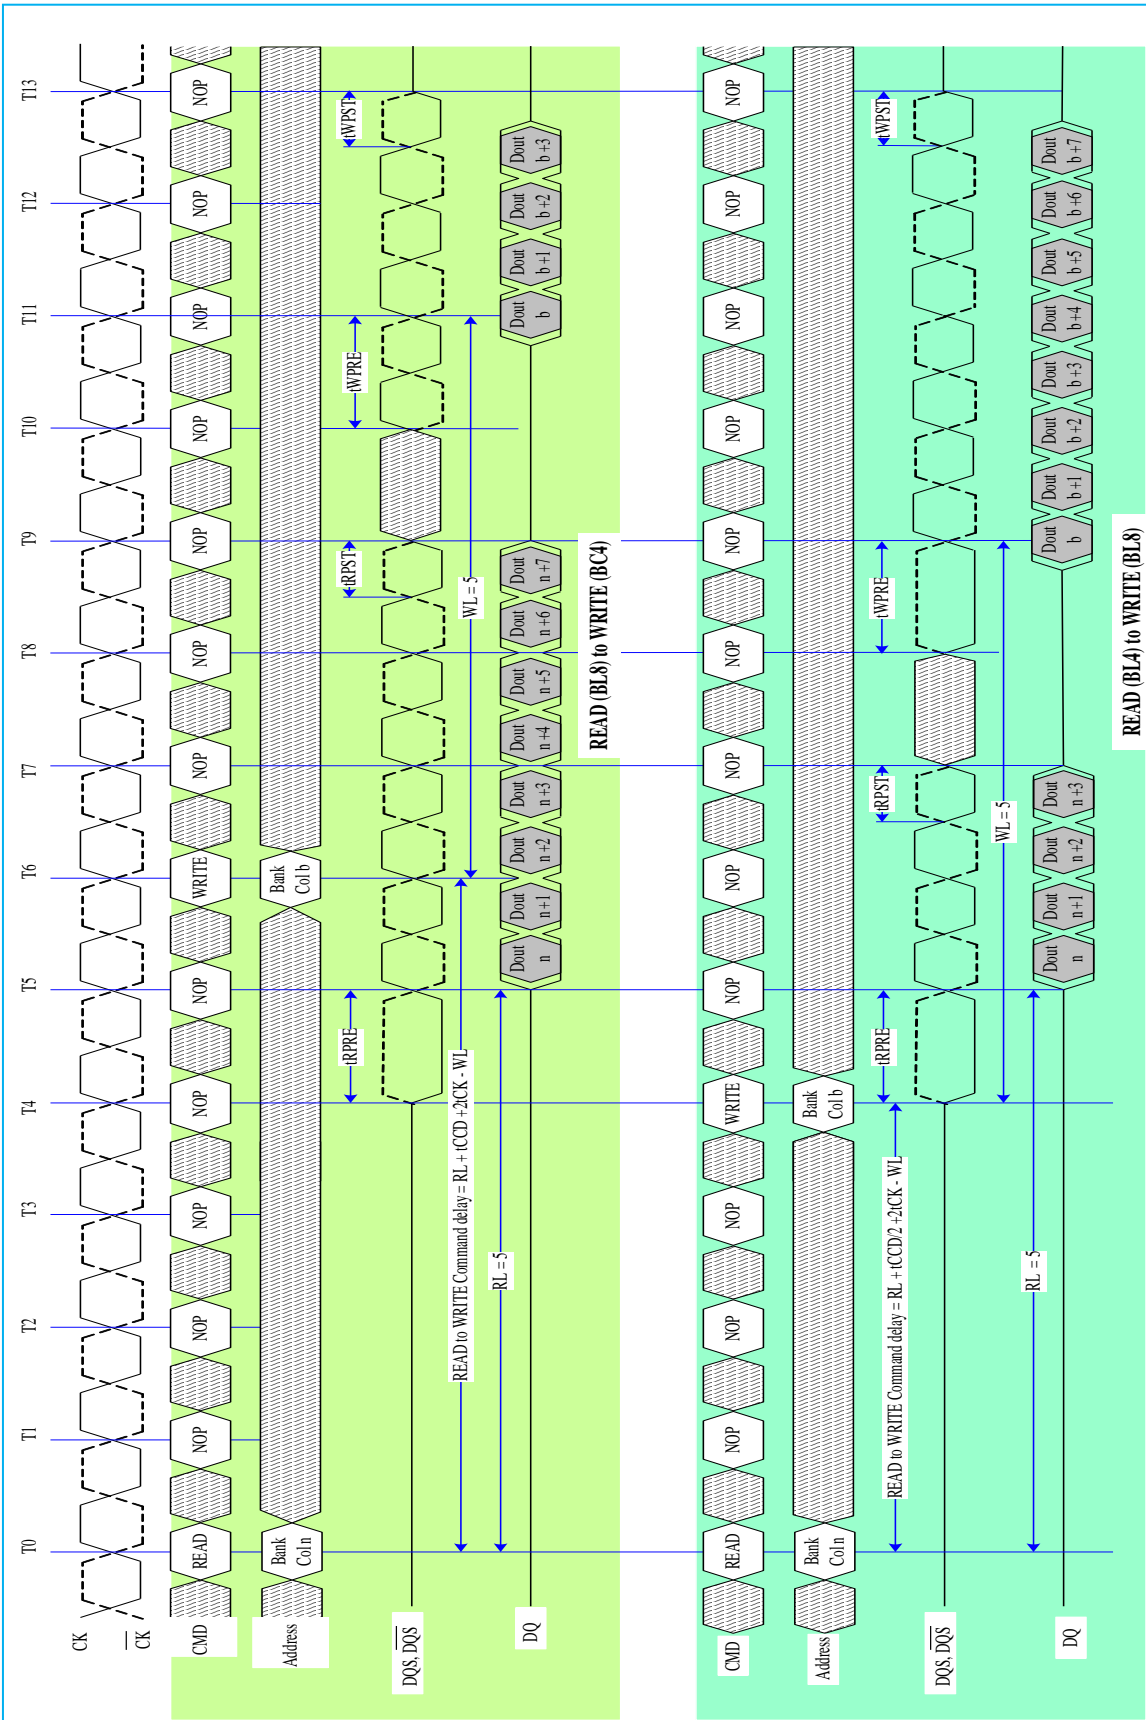 T0 T1 T2 T3 T4 T5 T6 T7 T8 T9 T10 T11 T12 T13
CK
CK
CMD READ NOP NOP NOP NOP NOP WRITE NOP NOP NOP NOP NOP NOP NOP
Address Bank Col n Bank Col b
tRPRE tRPST tWPRE tWPST
DQS, DQS
READ to WRITE Command delay = RL + tCCD +2tCK - WL WL = 5
RL = 5
DQ Dout n Dout n+1 Dout n+2 Dout n+3 Dout n+4 Dout n+5 Dout n+6 Dout n+7 Dout b Dout b+1 Dout b+2 Dout b+3
READ (BL8) to WRITE (BC4)
CMD READ NOP NOP NOP WRITE NOP NOP NOP NOP NOP NOP NOP NOP NOP
Address Bank Col n Bank Col b
tRPRE tRPST tWPRE tWPST
READ to WRITE Command delay = RL + tCCD/2 +2tCK - WL
DQS, DQS
WL = 5
RL = 5
DQ Dout n Dout n+1 Dout n+2 Dout n+3 Dout b Dout b+1 Dout b+2 Dout b+3 Dout b+4 Dout b+5 Dout b+6 Dout b+7
READ (BL4) to WRITE (BL8)